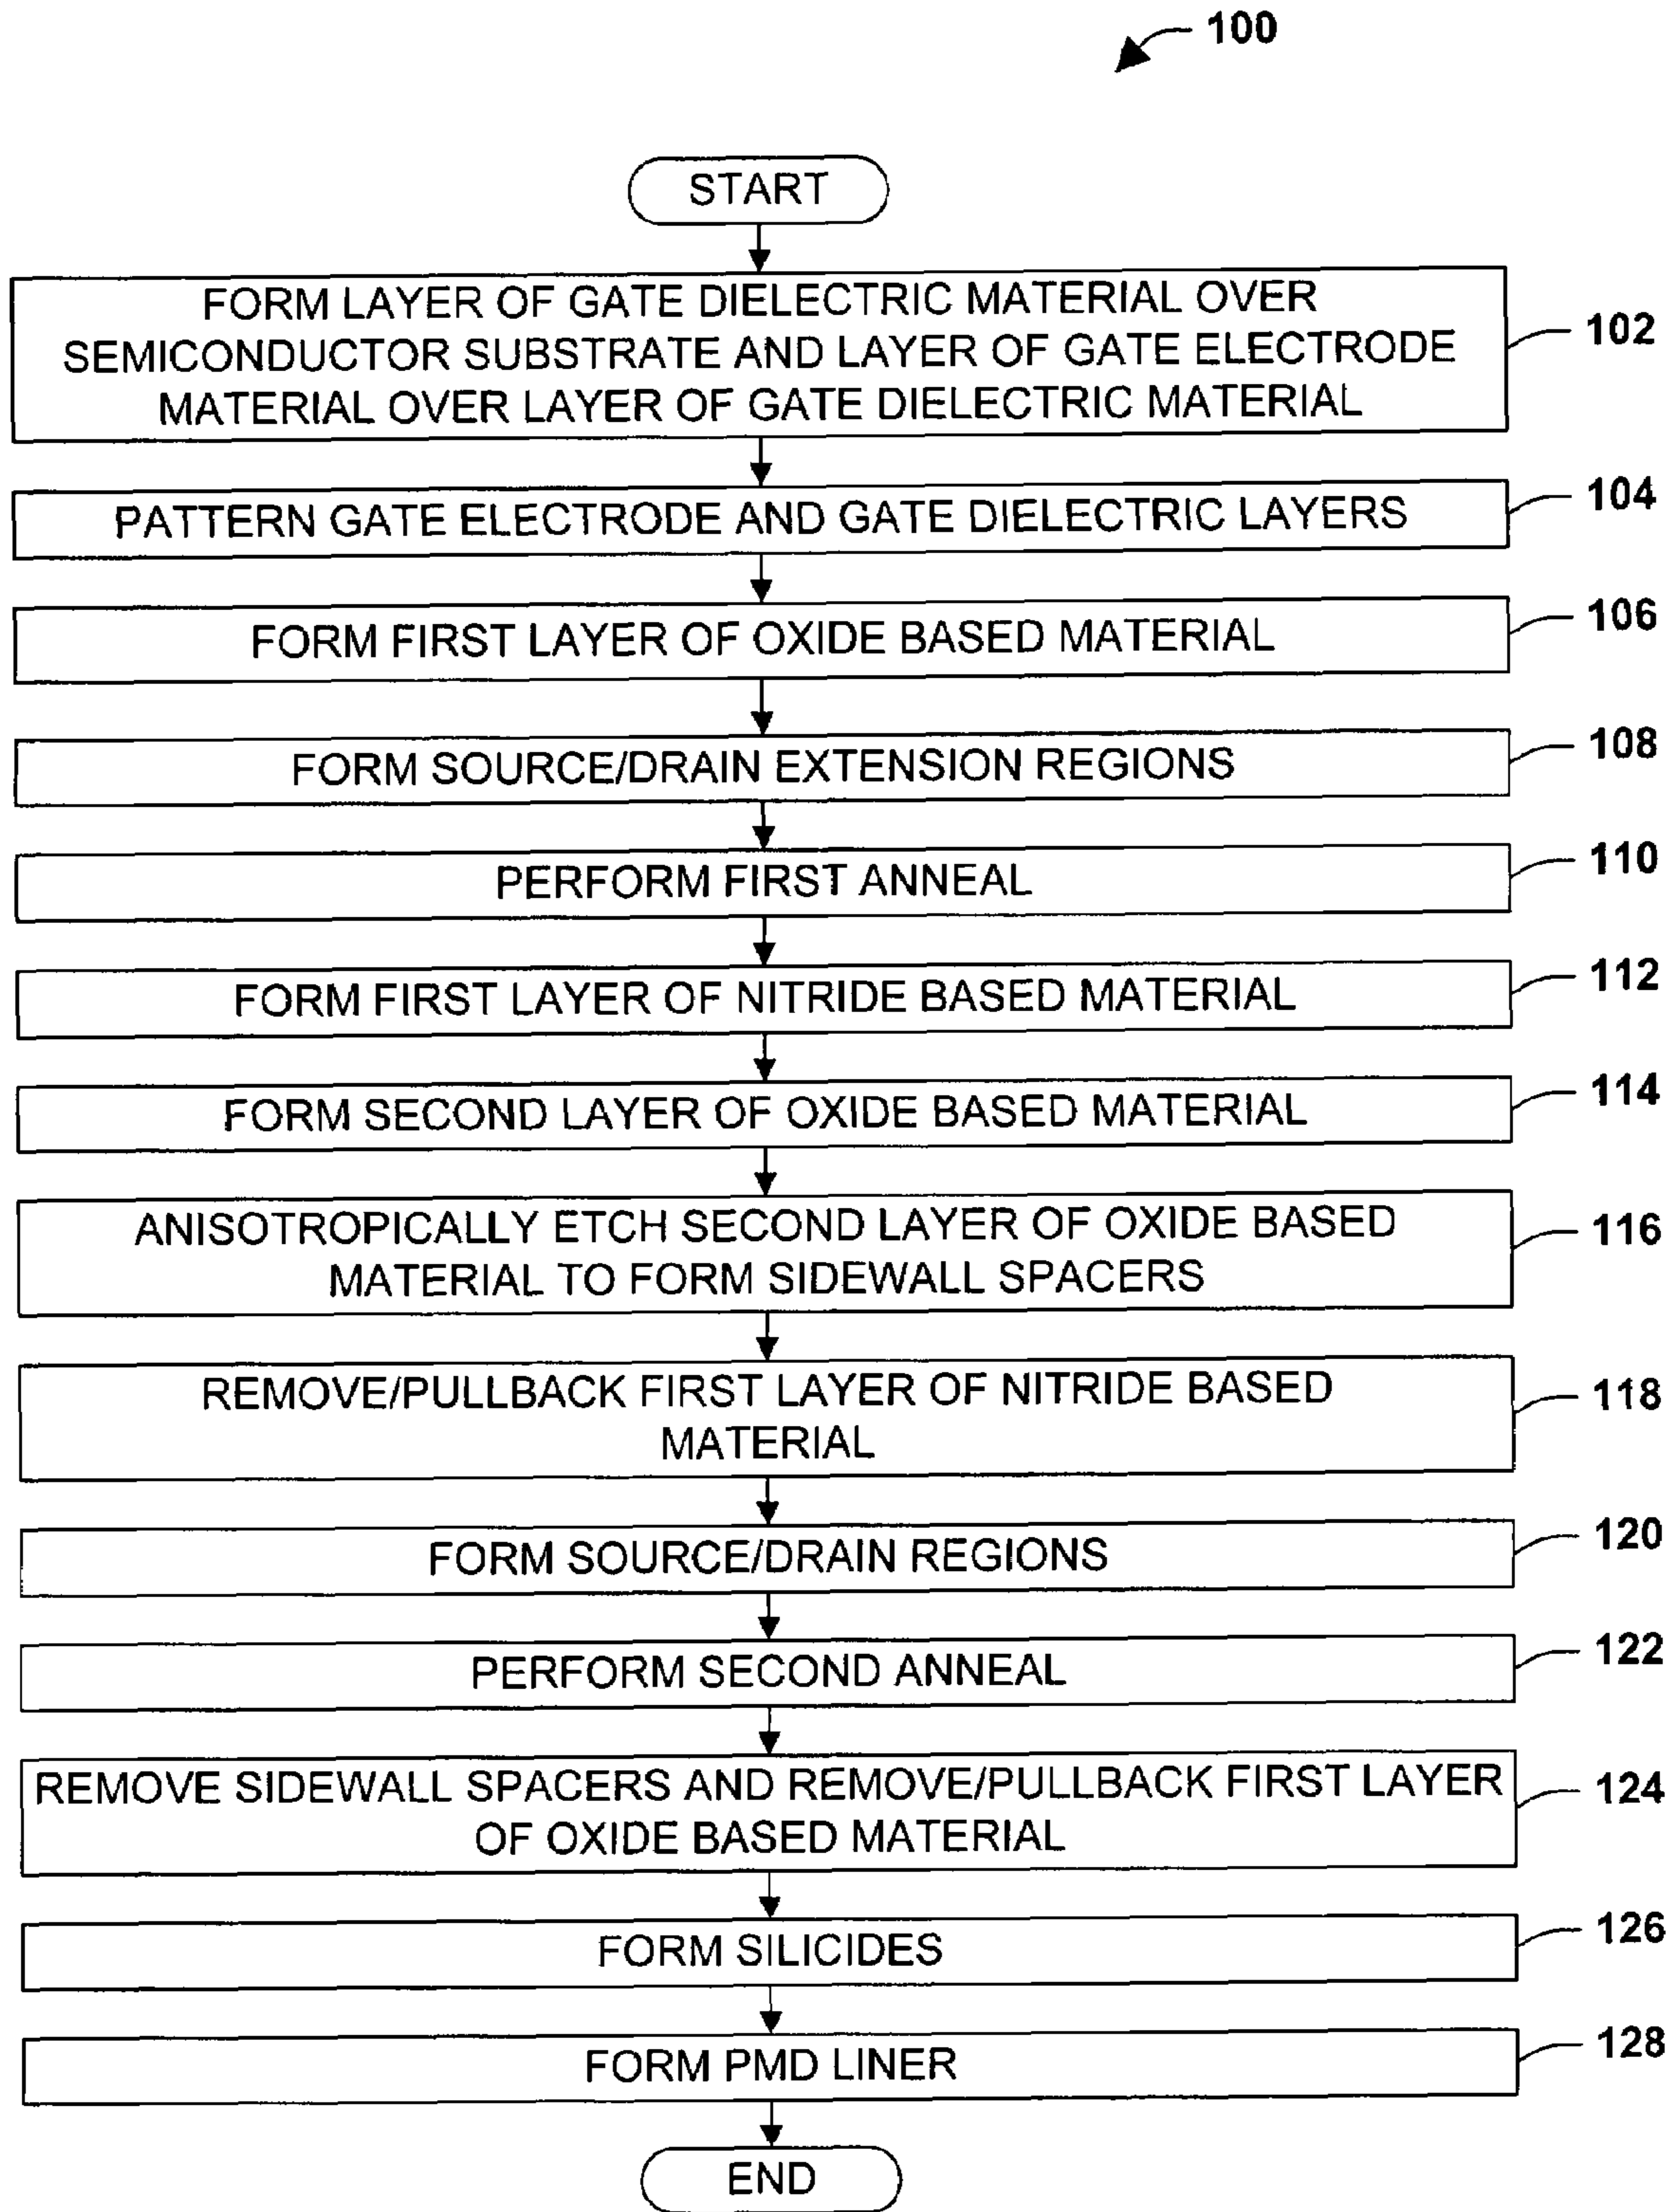 100
START
FORM LAYER OF GATE DIELECTRIC MATERIAL OVER
SEMICONDUCTOR SUBSTRATE AND LAYER OF GATE ELECTRODE
MATERIAL OVER LAYER OF GATE DIELECTRIC MATERIAL
102
PATTERN GATE ELECTRODE AND GATE DIELECTRIC LAYERS
104
FORM FIRST LAYER OF OXIDE BASED MATERIAL
106
FORM SOURCE/DRAIN EXTENSION REGIONS
108
PERFORM FIRST ANNEAL
110
FORM FIRST LAYER OF NITRIDE BASED MATERIAL
112
FORM SECOND LAYER OF OXIDE BASED MATERIAL
114
ANISOTROPICALLY ETCH SECOND LAYER OF OXIDE BASED
MATERIAL TO FORM SIDEWALL SPACERS
116
REMOVE/PULLBACK FIRST LAYER OF NITRIDE BASED
MATERIAL
118
FORM SOURCE/DRAIN REGIONS
120
PERFORM SECOND ANNEAL
122
REMOVE SIDEWALL SPACERS AND REMOVE/PULLBACK FIRST LAYER
OF OXIDE BASED MATERIAL
124
FORM SILICIDES
126
FORM PMD LINER
128
END